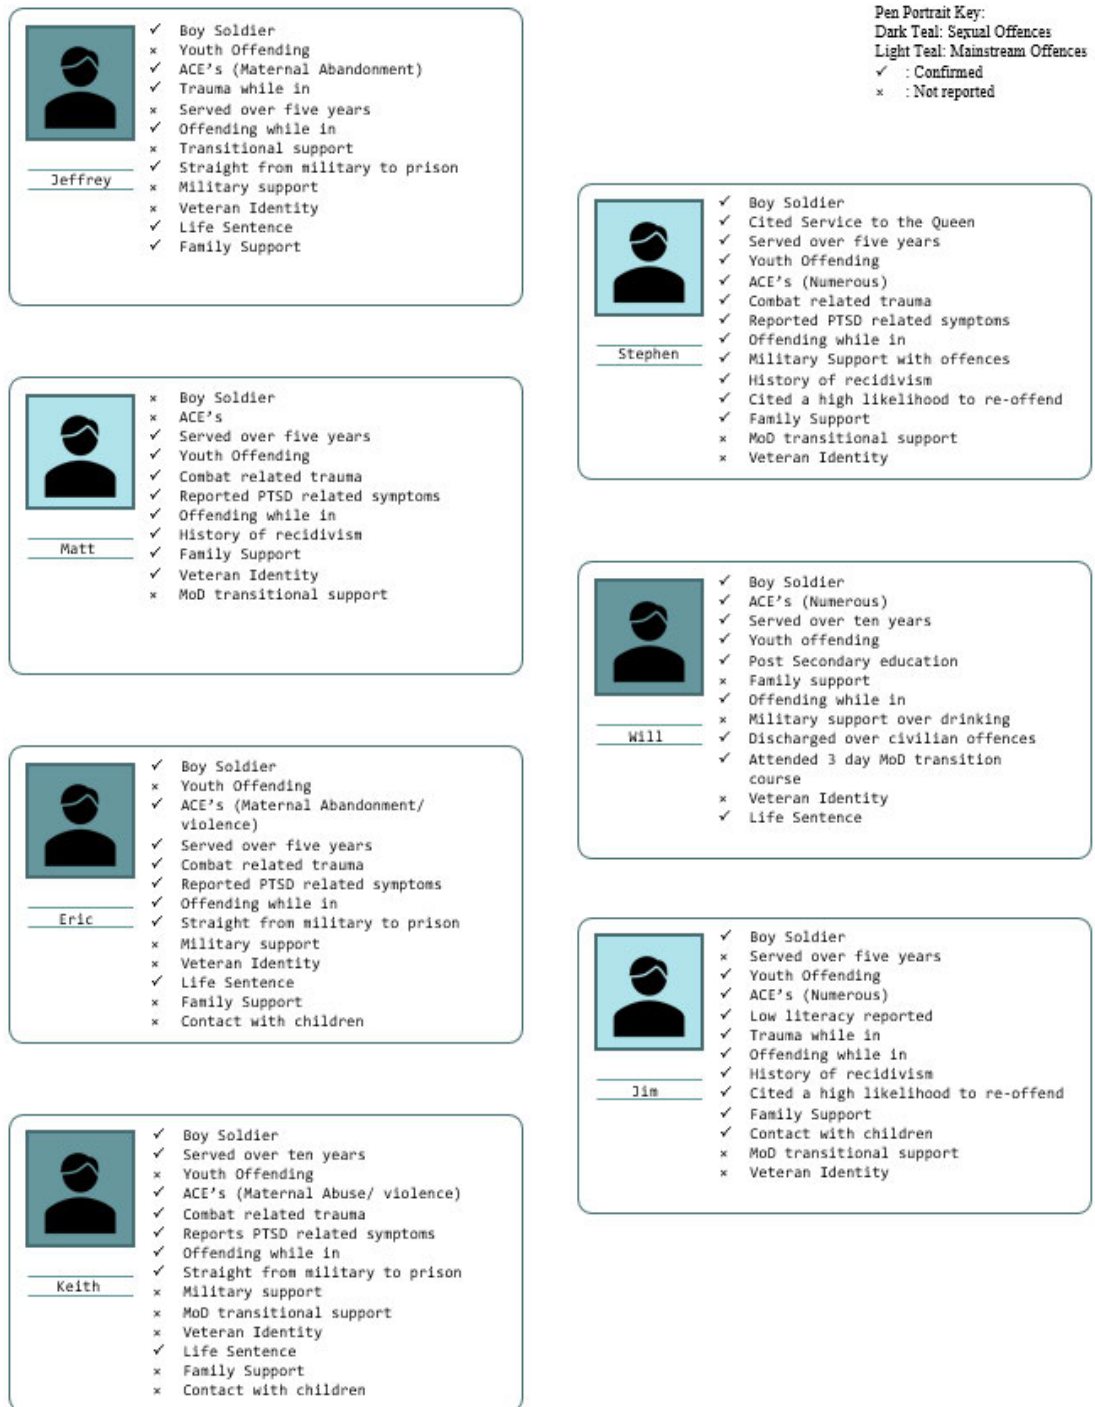 Pen Portrait Key:
Dark Teal: Sexual Offences
Light Teal: Mainstream Offences
✓ : Confirmed
× : Not reported
Jeffrey
✓ Boy Soldier
× Youth Offending
✓ ACE’s (Maternal Abandonment)
✓ Trauma while in
× Served over five years
✓ Offending while in
× Transitional support
✓ Straight from military to prison
× Military support
× Veteran Identity
✓ Life Sentence
✓ Family Support
Stephen
✓ Boy Soldier
✓ Cited Service to the Queen
✓ Served over five years
✓ Youth Offending
✓ ACE’s (Numerous)
✓ Combat related trauma
✓ Reported PTSD related symptoms
✓ Offending while in
✓ Military Support with offences
✓ History of recidivism
✓ Cited a high likelihood to re-offend
✓ Family Support
× MoD transitional support
× Veteran Identity
Matt
× Boy Soldier
× ACE’s
✓ Served over five years
✓ Youth Offending
✓ Combat related trauma
✓ Reported PTSD related symptoms
✓ Offending while in
✓ History of recidivism
✓ Family Support
✓ Veteran Identity
× MoD transitional support
Will
✓ Boy Soldier
✓ ACE’s (Numerous)
✓ Served over ten years
✓ Youth offending
✓ Post Secondary education
× Family support
✓ Offending while in
× Military support over drinking
✓ Discharged over civilian offences
✓ Attended 3 day MoD transition
course
× Veteran Identity
✓ Life Sentence
Eric
✓ Boy Soldier
× Youth Offending
✓ ACE’s (Maternal Abandonment/
violence)
✓ Served over five years
✓ Combat related trauma
✓ Reported PTSD related symptoms
✓ Offending while in
✓ Straight from military to prison
× Military support
× Veteran Identity
✓ Life Sentence
× Family Support
× Contact with children
Jim
✓ Boy Soldier
× Served over five years
✓ Youth Offending
✓ ACE’s (Numerous)
✓ Low literacy reported
✓ Trauma while in
✓ Offending while in
✓ History of recidivism
✓ Cited a high likelihood to re-offend
✓ Family Support
✓ Contact with children
× MoD transitional support
× Veteran Identity
Keith
✓ Boy Soldier
✓ Served over ten years
× Youth Offending
✓ ACE’s (Maternal Abuse/ violence)
✓ Combat related trauma
✓ Reports PTSD related symptoms
✓ Offending while in
✓ Straight from military to prison
× Military support
× MoD transitional support
× Veteran Identity
✓ Life Sentence
× Family Support
× Contact with children